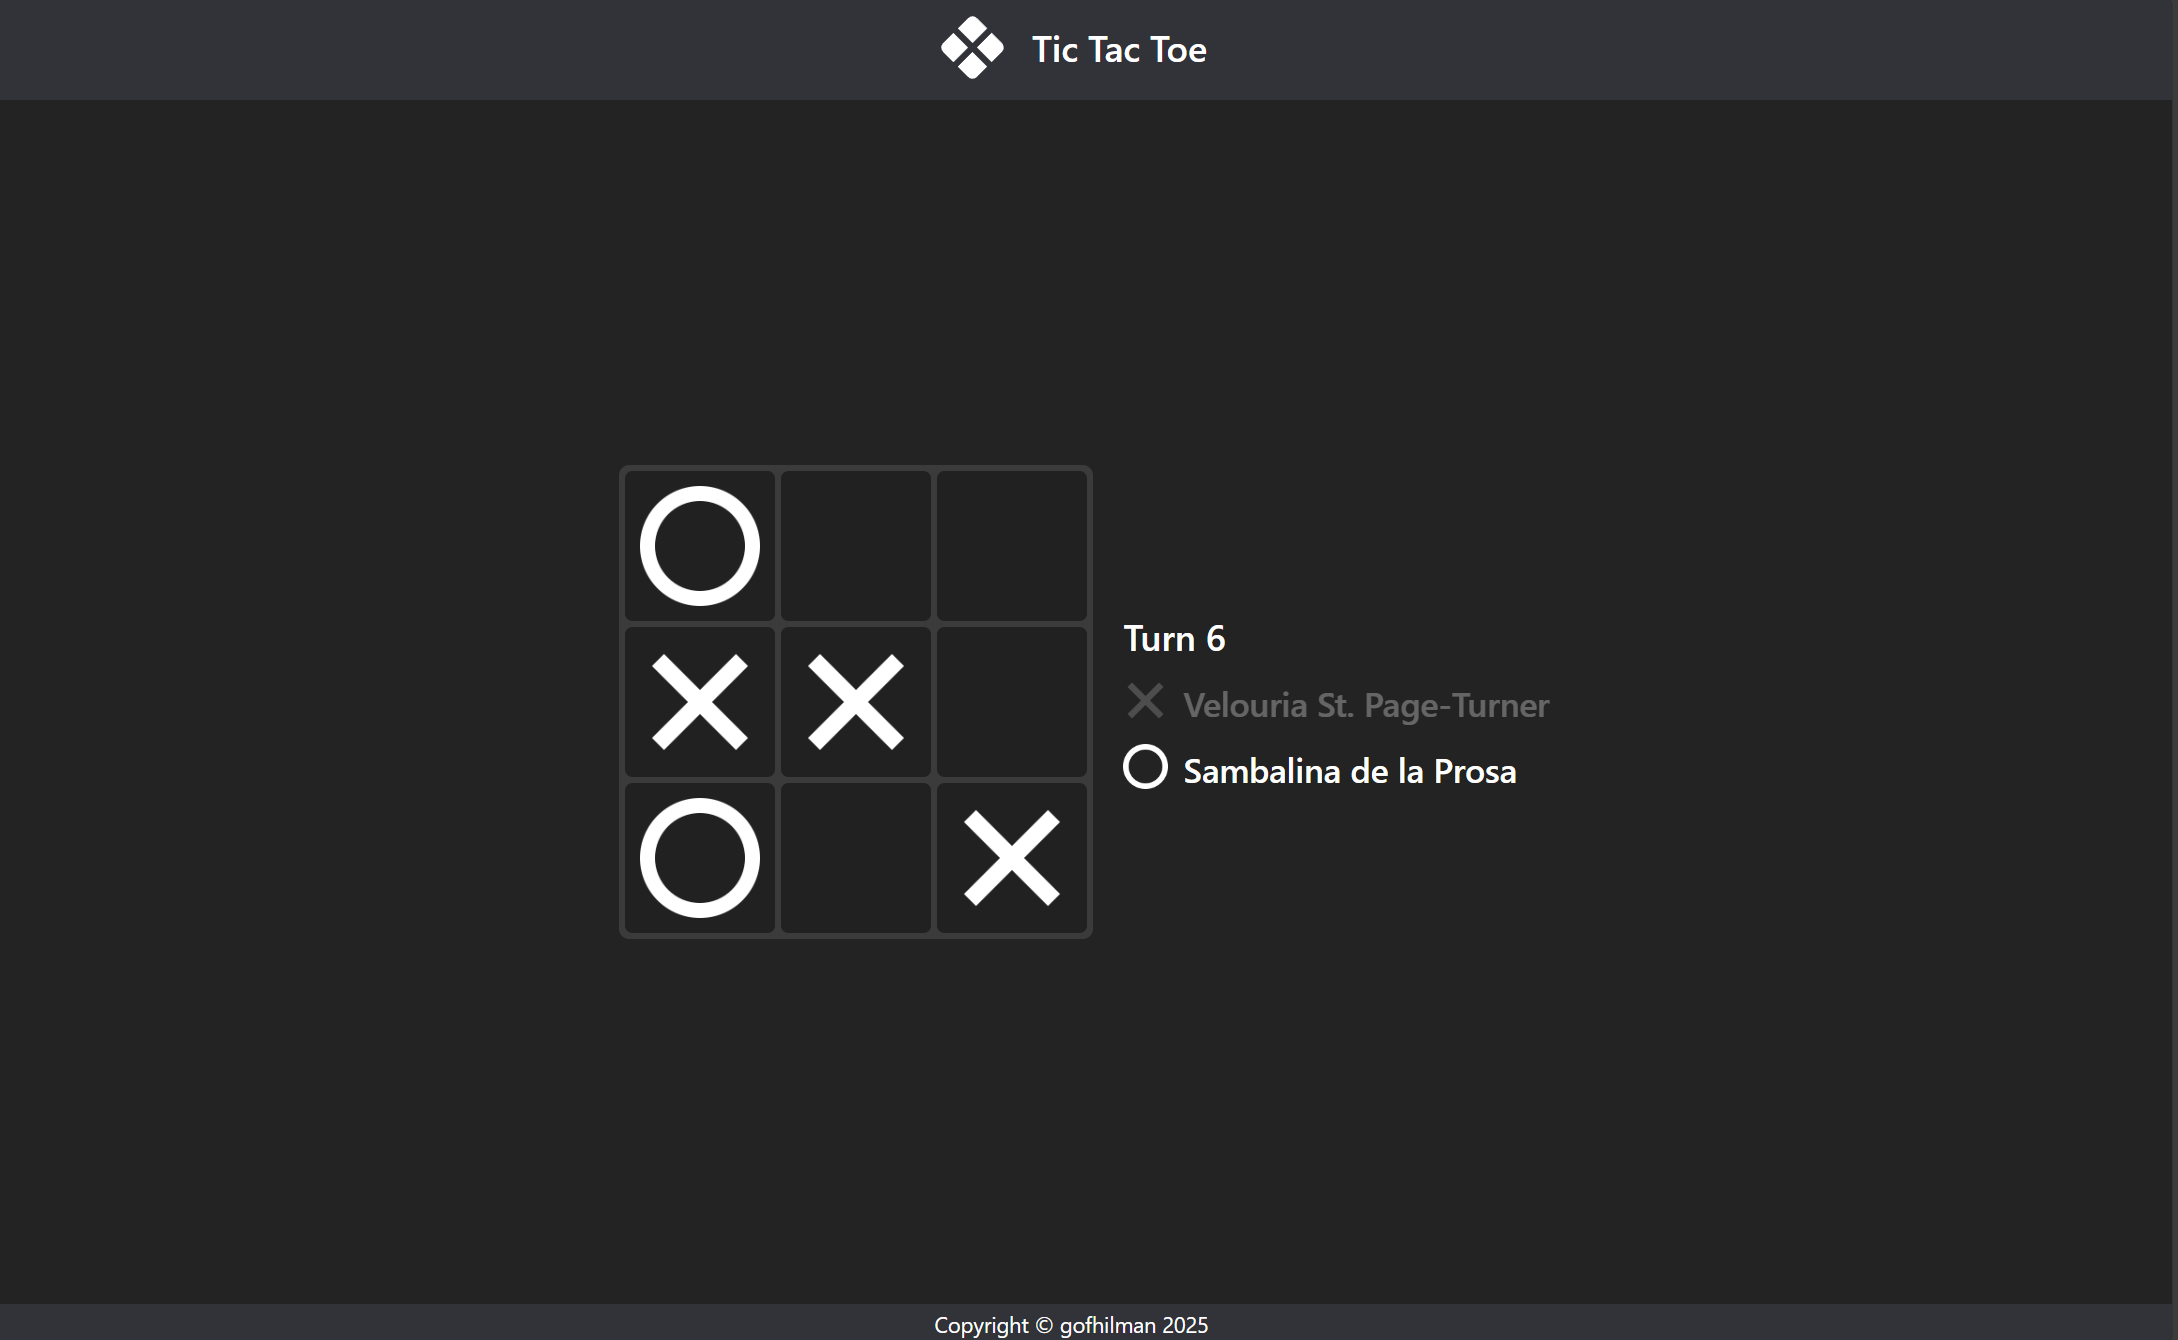 Tic Tac Toe
Turn 6
Velouria St. Page-Turner
Sambalina de la Prosa
Copyright © gofhilman 2025